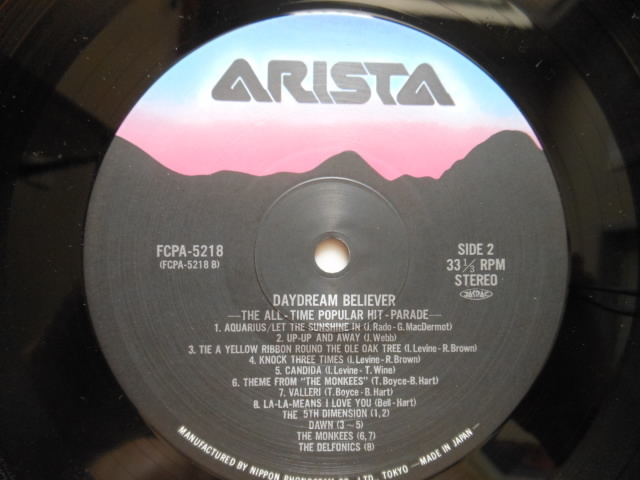 ARISTA
FCPA-5218
(FCPA-5218 B)
SIDE 2
33 1/3 RPM
STEREO
DAYDREAM BELIEVER
—THE ALL-TIME POPULAR HIT-PARADE—
1. AQUARIUS/LET THE SUNSHINE IN (J. Rado-G. MacDermot)
2. UP-UP AND AWAY (J. Webb)
3. TIE A YELLOW RIBBON ROUND THE OLE OAK TREE (I. Levine-R. Brown)
4. KNOCK THREE TIMES (I. Levine-R. Brown)
5. CANDIDA (I. Levine-T. Wine)
6. THEME FROM "THE MONKEES" (T. Boyce-B. Hart)
7. VALLERI (T. Boyce-B. Hart)
8. LA-LA-MEANS I LOVE YOU (Bell-Hart)
THE 5TH DIMENSION (1, 2)
DAWN (3~5)
THE MONKEES (6, 7)
THE DELFONICS (8)
MANUFACTURED BY NIPPON PHONOGRAM CO., LTD., TOKYO —MADE IN JAPAN—